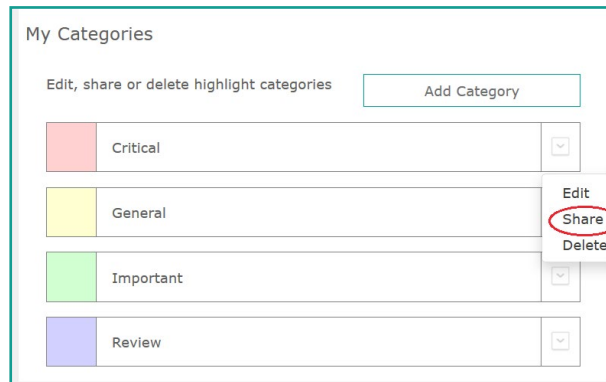 My Categories
Edit, share or delete highlight categories
Add Category
Critical
Edit
General
Share
Delete
Important
Review